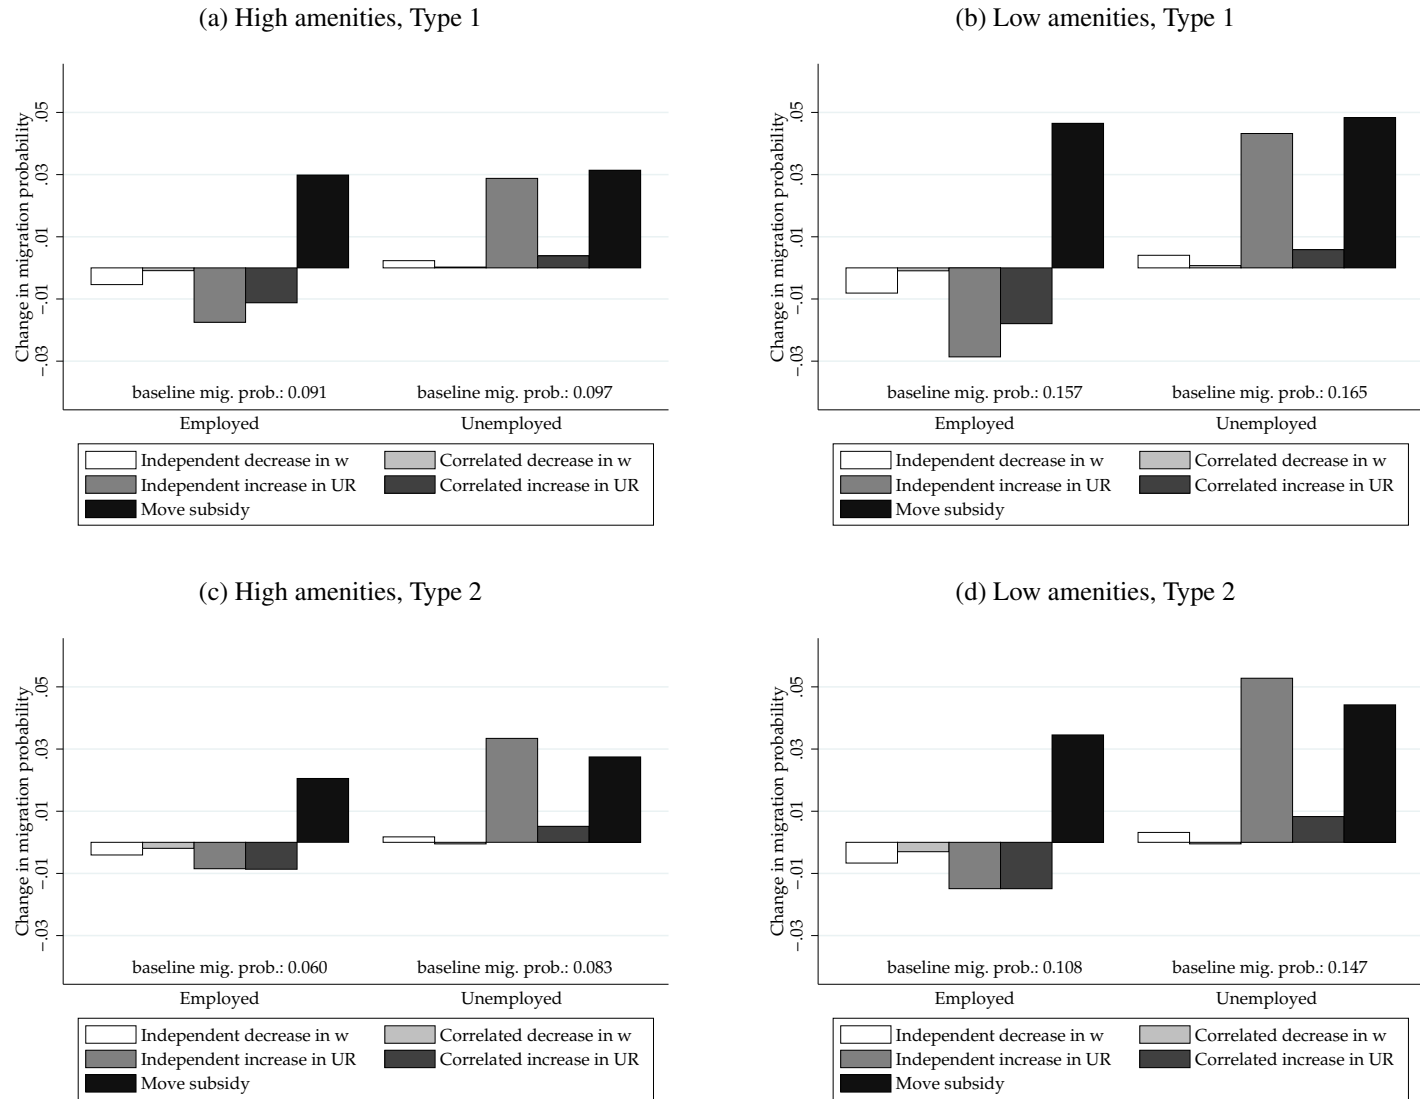 (a) High amenities, Type 1
Change in migration probability
.05
.03
.01
-.01
-.03
baseline mig. prob.: 0.091
baseline mig. prob.: 0.097
Employed
Unemployed
Independent decrease in w
Correlated decrease in w
Independent increase in UR
Correlated increase in UR
Move subsidy
(b) Low amenities, Type 1
Change in migration probability
.05
.03
.01
-.01
-.03
baseline mig. prob.: 0.157
baseline mig. prob.: 0.165
Employed
Unemployed
Independent decrease in w
Correlated decrease in w
Independent increase in UR
Correlated increase in UR
Move subsidy
(c) High amenities, Type 2
Change in migration probability
.05
.03
.01
-.01
-.03
baseline mig. prob.: 0.060
baseline mig. prob.: 0.083
Employed
Unemployed
Independent decrease in w
Correlated decrease in w
Independent increase in UR
Correlated increase in UR
Move subsidy
(d) Low amenities, Type 2
Change in migration probability
.05
.03
.01
-.01
-.03
baseline mig. prob.: 0.108
baseline mig. prob.: 0.147
Employed
Unemployed
Independent decrease in w
Correlated decrease in w
Independent increase in UR
Correlated increase in UR
Move subsidy